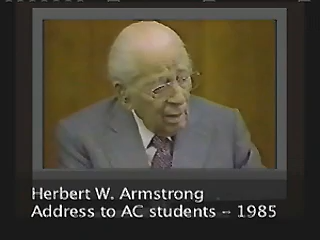 Herbert W. Armstrong
Address to AC students -- 1985